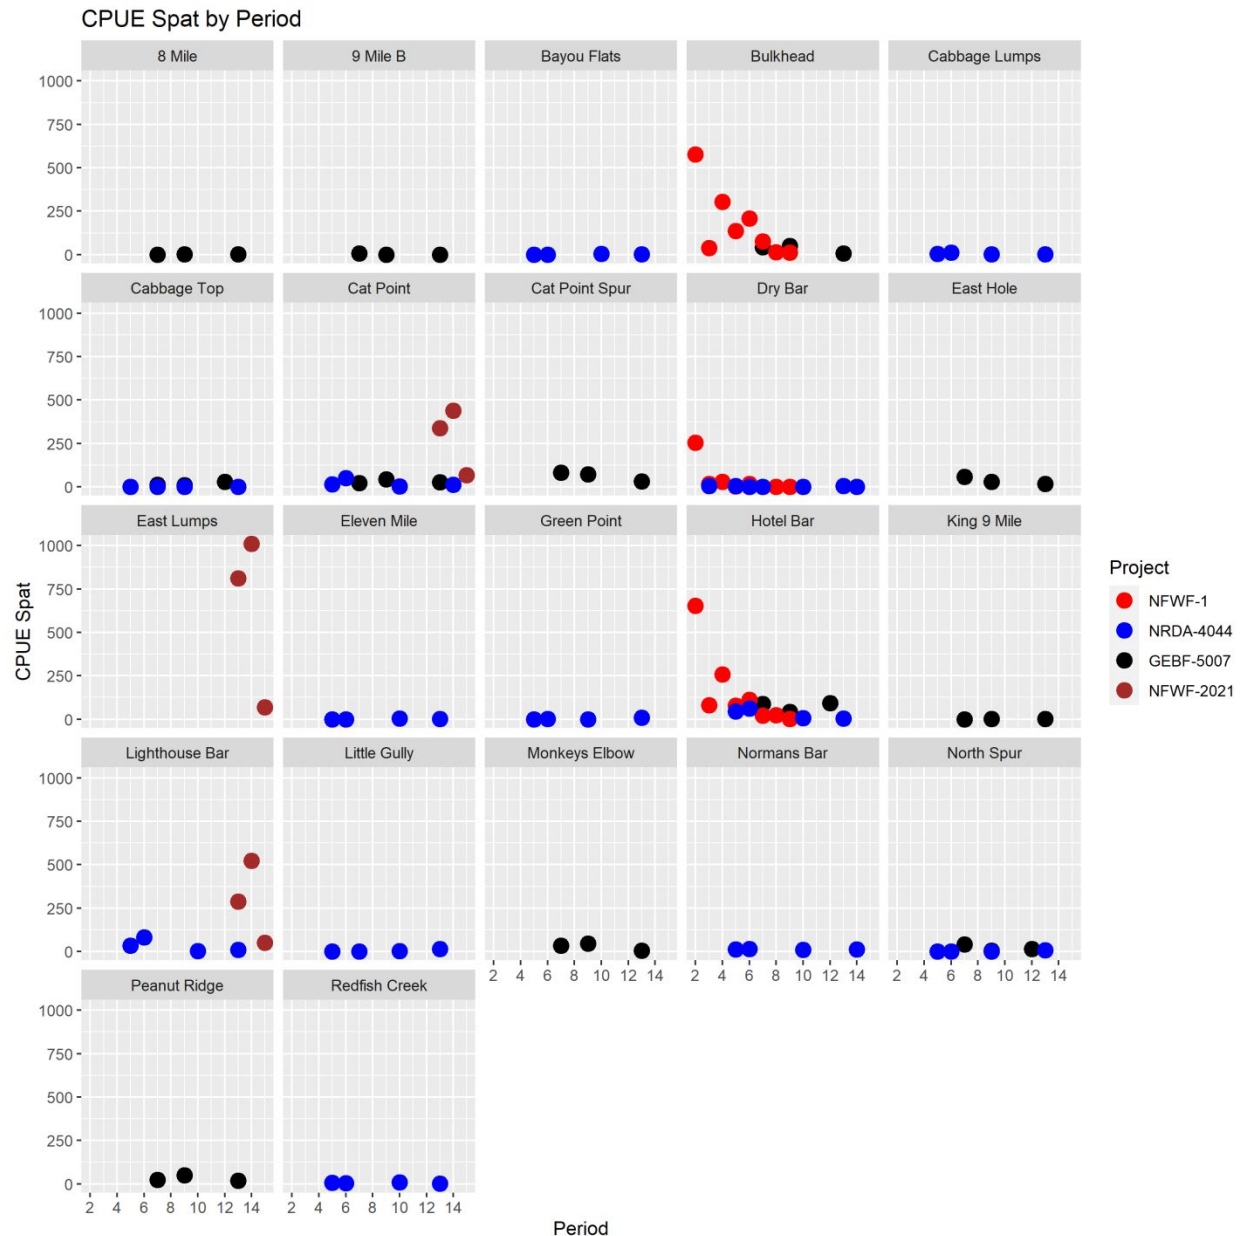 CPUE Spat by Period
8 Mile 9 Mile B Bayou Flats Bulkhead Cabbage Lumps
1000
750
500
250
0
Cabbage Top Cat Point Cat Point Spur Dry Bar East Hole
1000
750
500
250
0
East Lumps Eleven Mile Green Point Hotel Bar King 9 Mile
1000
750
500
250
0
CPUE Spat
Project
NFWF-1
NRDA-4044
GEBF-5007
NFWF-2021
Lighthouse Bar Little Gully Monkeys Elbow Normans Bar North Spur
1000
750
500
250
0
2 4 6 8 10 12 14 2 4 6 8 10 12 14 2 4 6 8 10 12 14
Peanut Ridge Redfish Creek
1000
750
500
250
0
2 4 6 8 10 12 14 2 4 6 8 10 12 14
Period